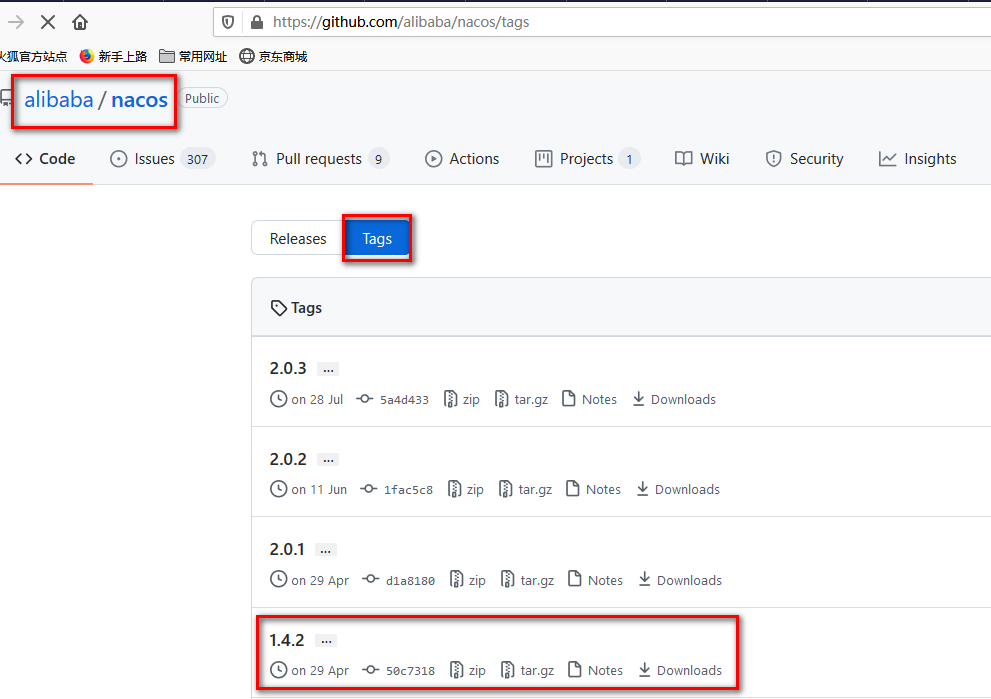 https://github.com/alibaba/nacos/tags
火狐官方站点 新手上路 常用网址 京东商城
alibaba / nacos Public
Code Issues 307 Pull requests 9 Actions Projects 1 Wiki Security Insights
Releases Tags
Tags
2.0.3 ...
on 28 Jul 5a4d433 zip tar.gz Notes Downloads
2.0.2 ...
on 11 Jun 1fac5c8 zip tar.gz Notes Downloads
2.0.1 ...
on 29 Apr d1a8180 zip tar.gz Notes Downloads
1.4.2 ...
on 29 Apr 50c7318 zip tar.gz Notes Downloads